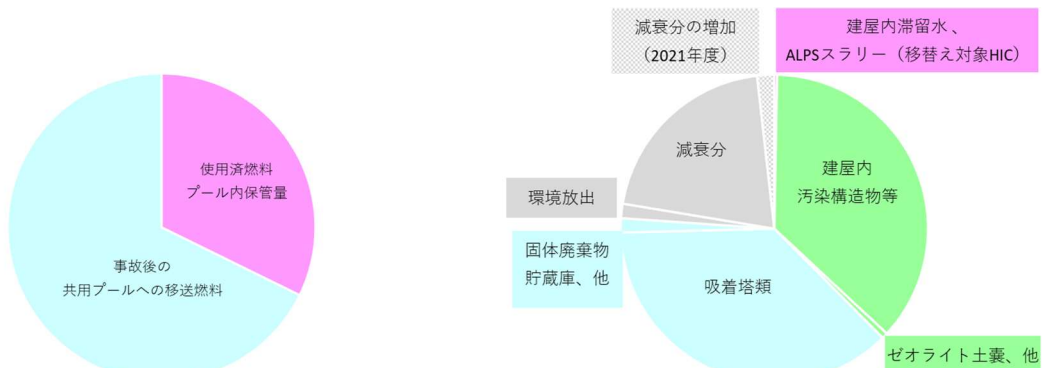 使用済燃料
プール内保管量
事故後の
共用プールへの移送燃料
減衰分の増加
（2021年度）
建屋内滞留水 、
ALPSスラリー（移替え対象HIC）
減衰分
建屋内
汚染構造物等
環境放出
固体廃棄物
貯蔵庫、他
吸着塔類
ゼオライト土嚢、他